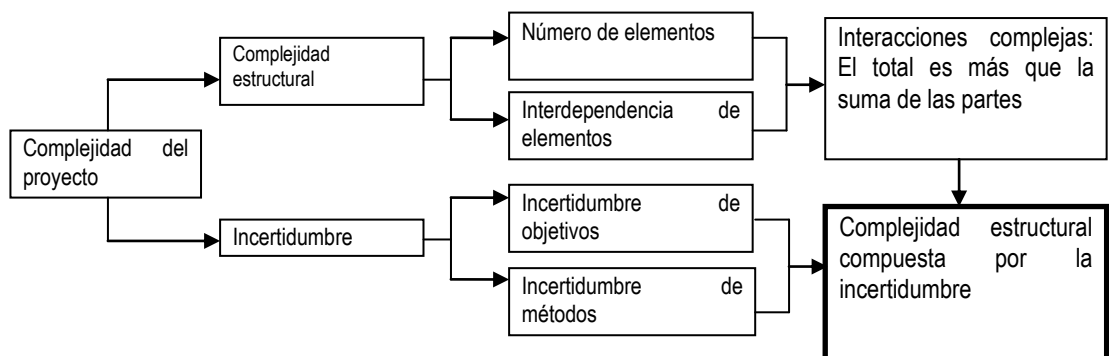 Complejidad del
proyecto
Complejidad
estructural
Número de elementos
Interdependencia de
elementos
Interacciones complejas:
El total es más que la
suma de las partes
Incertidumbre
Incertidumbre de
objetivos
Incertidumbre de
métodos
Complejidad estructural
compuesta por la
incertidumbre